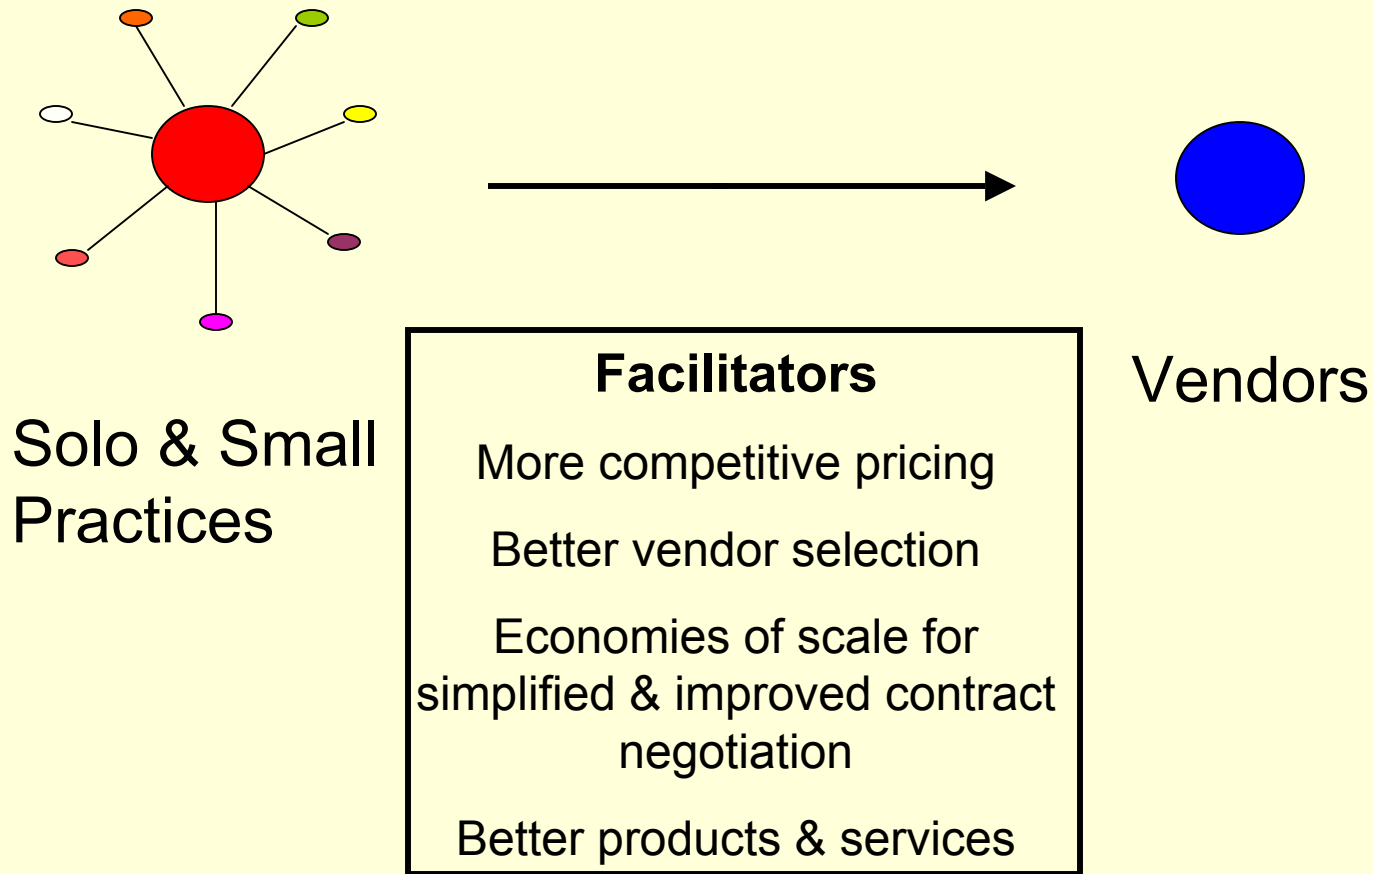 Solo & Small
Practices
Facilitators
More competitive pricing
Better vendor selection
Economies of scale for
simplified & improved contract
negotiation
Better products & services
Vendors